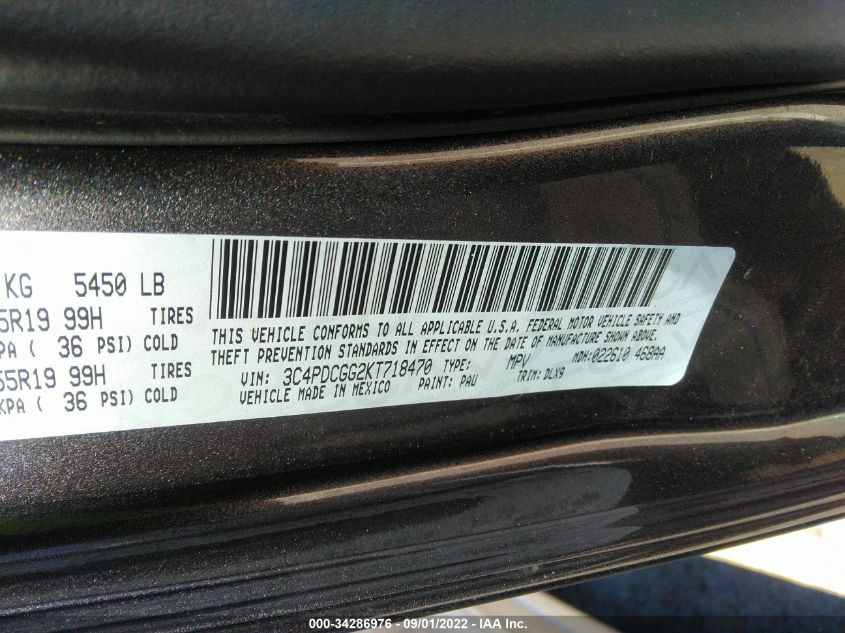 KG 5450 LB
5R19 99H TIRES
KPA ( 36 PSI) COLD
55R19 99H TIRES
KPA ( 36 PSI) COLD
THIS VEHICLE CONFORMS TO ALL APPLICABLE U.S.A. FEDERAL MOTOR VEHICLE SAFETY AND
THEFT PREVENTION STANDARDS IN EFFECT ON THE DATE OF MANUFACTURE SHOWN ABOVE.
VIN: 3C4PDCGG2KT718470 TYPE: MPV MDH:022610 468AA
VEHICLE MADE IN MEXICO PAINT: PAU TRIM: DLX9
000-34286976 - 09/01/2022 - IAA Inc.